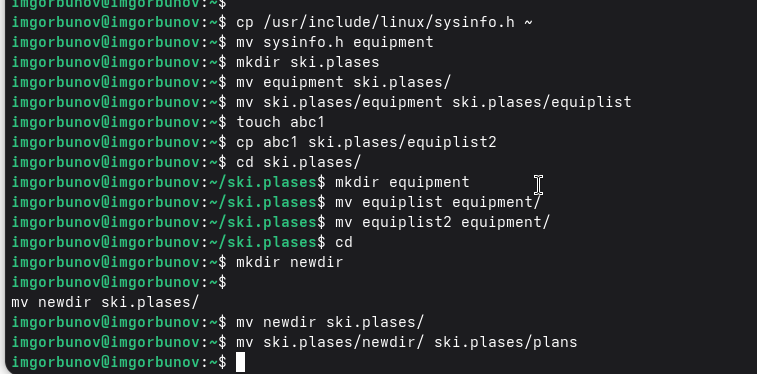 imgorbunov@imgorbunov:~$
imgorbunov@imgorbunov:~$ cp /usr/include/linux/sysinfo.h ~
imgorbunov@imgorbunov:~$ mv sysinfo.h equipment
imgorbunov@imgorbunov:~$ mkdir ski.plases
imgorbunov@imgorbunov:~$ mv equipment ski.plases/
imgorbunov@imgorbunov:~$ mv ski.plases/equipment ski.plases/equiplist
imgorbunov@imgorbunov:~$ touch abc1
imgorbunov@imgorbunov:~$ cp abc1 ski.plases/equiplist2
imgorbunov@imgorbunov:~$ cd ski.plases/
imgorbunov@imgorbunov:~/ski.plases$ mkdir equipment
imgorbunov@imgorbunov:~/ski.plases$ mv equiplist equipment/
imgorbunov@imgorbunov:~/ski.plases$ mv equiplist2 equipment/
imgorbunov@imgorbunov:~/ski.plases$ cd
imgorbunov@imgorbunov:~$ mkdir newdir
imgorbunov@imgorbunov:~$
mv newdir ski.plases/
imgorbunov@imgorbunov:~$ mv newdir ski.plases/
imgorbunov@imgorbunov:~$ mv ski.plases/newdir/ ski.plases/plans
imgorbunov@imgorbunov:~$